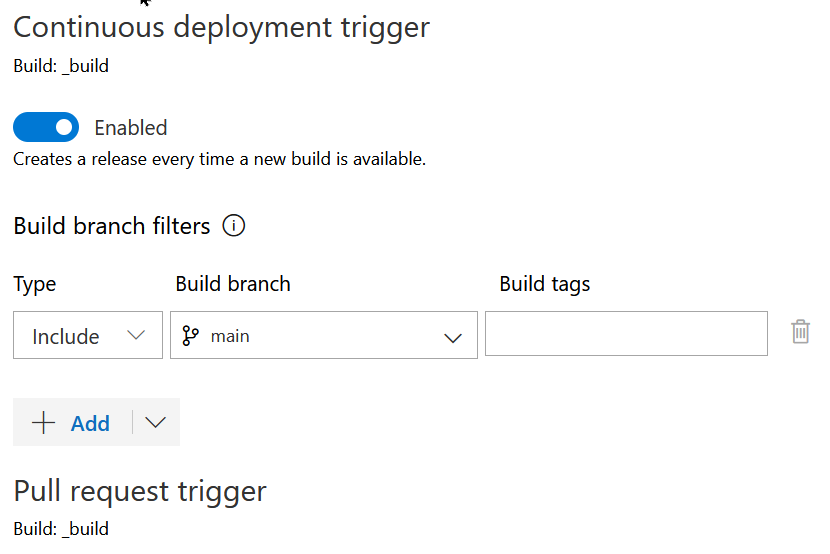 Continuous deployment trigger
Build: _build
Enabled
Creates a release every time a new build is available.
Build branch filters
Type Build branch Build tags
Include main
Add
Pull request trigger
Build: _build